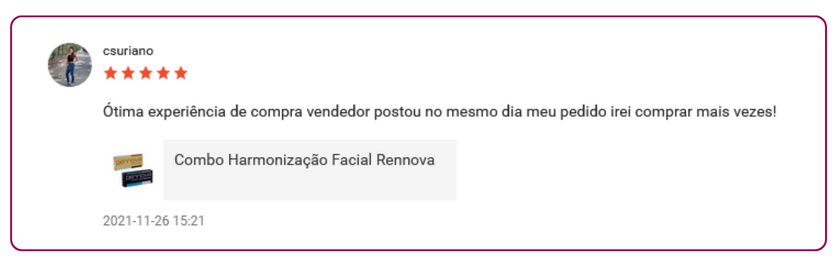 csuriano
Ótima experiência de compra vendedor postou no mesmo dia meu pedido irei comprar mais vezes!
Combo Harmonização Facial Rennova
2021-11-26 15:21